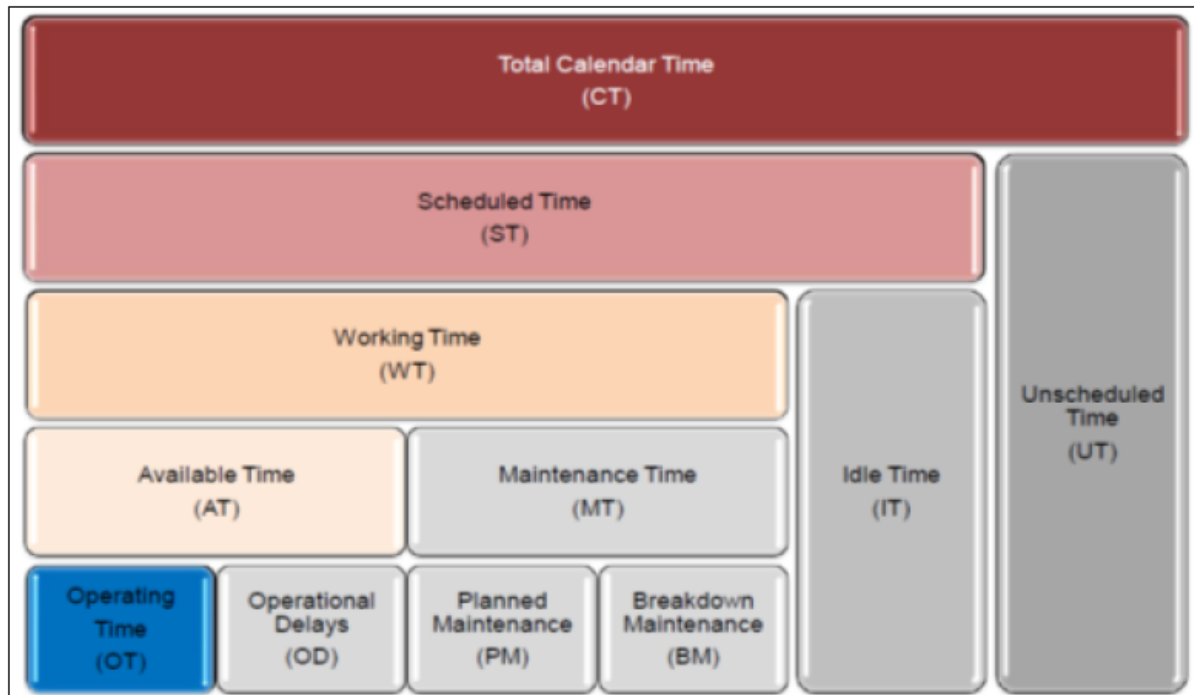 Total Calendar Time
(CT)
Scheduled Time
(ST)
Unscheduled
Time
(UT)
Working Time
(WT)
Idle Time
(IT)
Available Time
(AT)
Maintenance Time
(MT)
Operating
Time
(OT)
Operational
Delays
(OD)
Planned
Maintenance
(PM)
Breakdown
Maintenance
(BM)